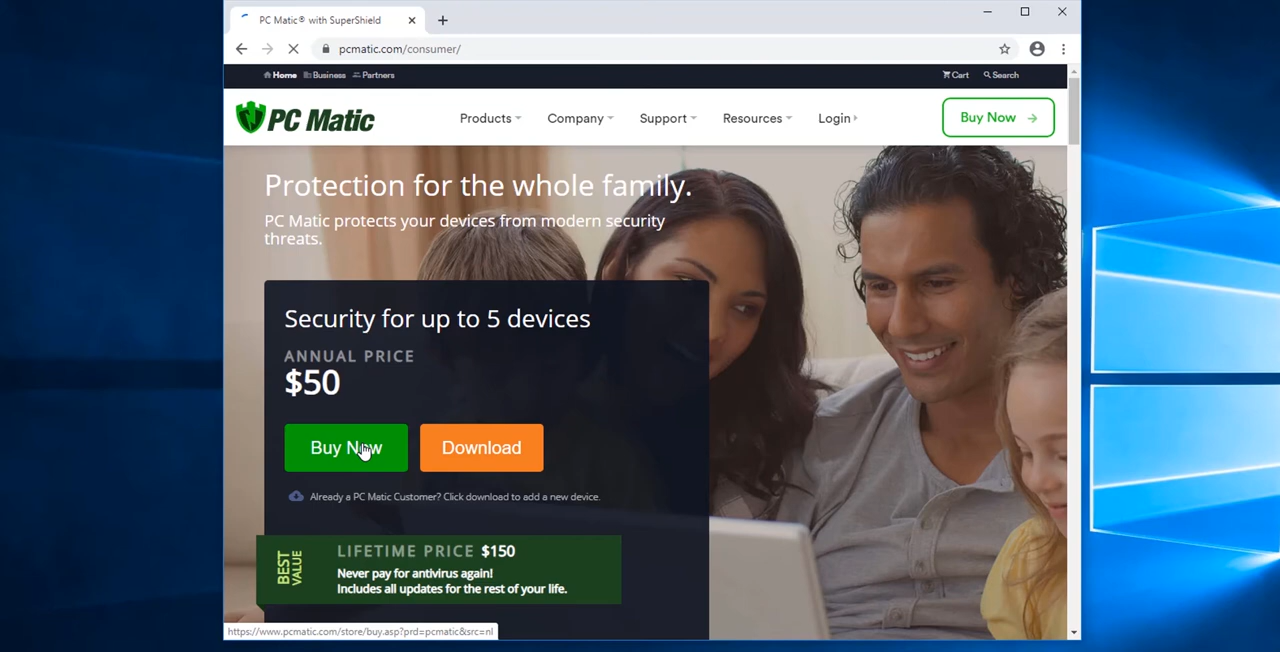 PC Matic® with SuperShield
pcmatic.com/consumer/
Home Business Partners Cart Search
PC Matic Products Company Support Resources Login Buy Now
Protection for the whole family.
PC Matic protects your devices from modern security
threats.
Security for up to 5 devices
ANNUAL PRICE
$50
Buy Now Download
Already a PC Matic Customer? Click download to add a new device.
BEST
VALUE
LIFETIME PRICE $150
Never pay for antivirus again!
Includes all updates for the rest of your life.
https://www.pcmatic.com/store/buy.asp?prd=pcmatic&src=nl